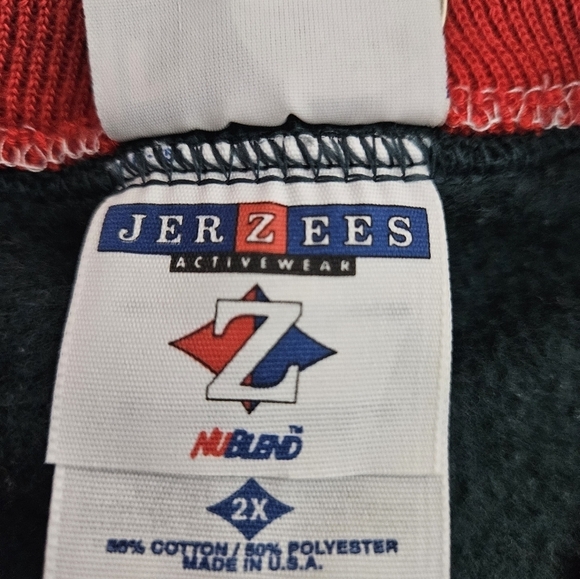 JERZEES
ACTIVEWEAR
Z
NUBLEND™
2X
50% COTTON / 50% POLYESTER
MADE IN U.S.A.